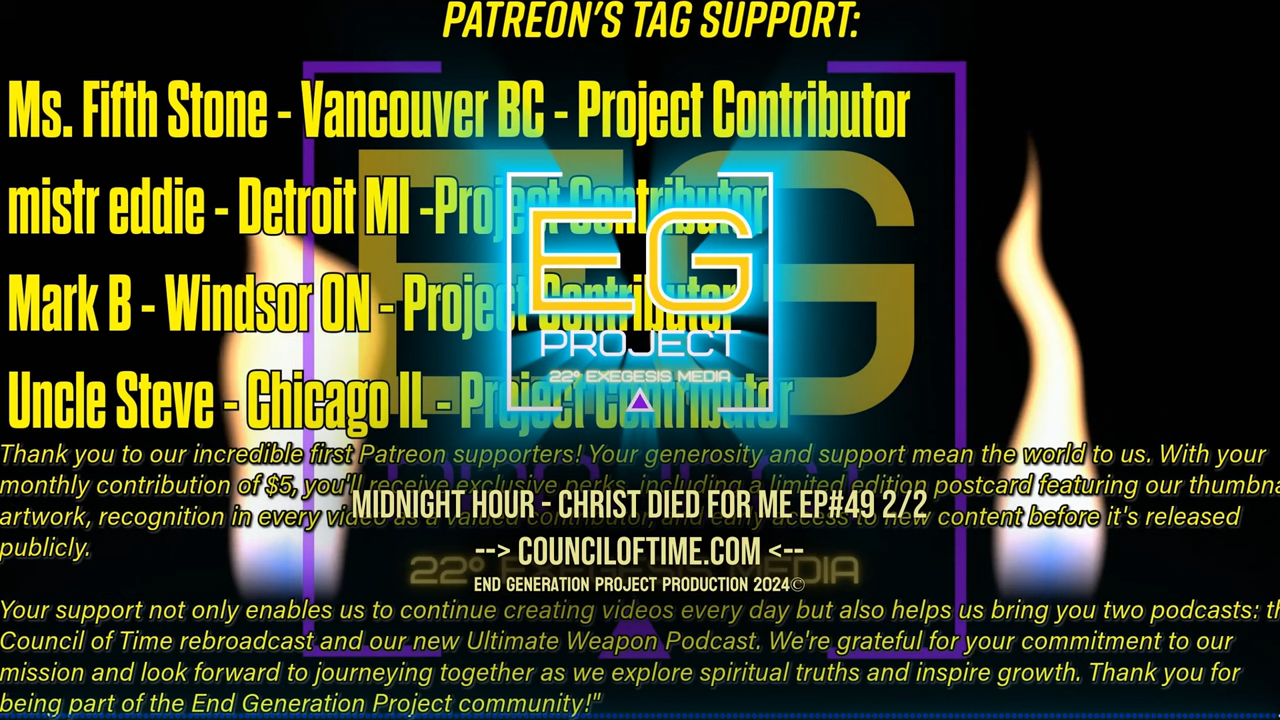 PATREON'S TAG SUPPORT:
Ms. Fifth Stone - Vancouver BC - Project Contributor
mistr eddie - Detroit MI -Project Contributor
Mark B - Windsor ON - Project Contributor
Uncle Steve - Chicago IL - Project Contributor
EG
PROJECT
22º EXEGESIS MEDIA
Thank you to our incredible first Patreon supporters! Your generosity and support mean the world to us. With your
monthly contribution of $5, you'll receive exclusive perks, including a limited edition postcard featuring our thumbna
artwork, recognition in every video as a valued contributor, and early access to new content before it's released
publicly.
MIDNIGHT HOUR - CHRIST DIED FOR ME EP#49 2/2
--> COUNCILOFTIME.COM <--
END GENERATION PROJECT PRODUCTION 2024©
EG
22º EXEGESIS MEDIA
Your support not only enables us to continue creating videos every day but also helps us bring you two podcasts: th
Council of Time rebroadcast and our new Ultimate Weapon Podcast. We're grateful for your commitment to our
mission and look forward to journeying together as we explore spiritual truths and inspire growth. Thank you for
being part of the End Generation Project community!"